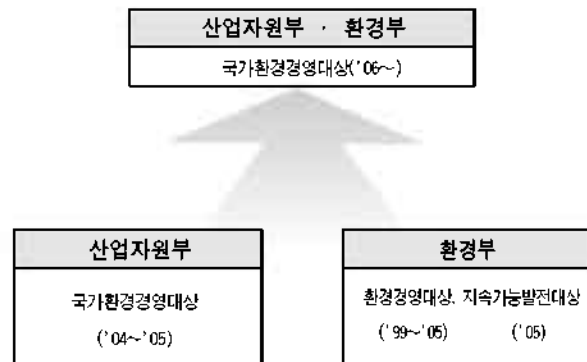 산업자원부 · 환경부
국가환경경영대상('06~)
산업자원부
국가환경경영대상
('04~'05)
환경부
환경경영대상, 지속가능발전대상
('99~'05) ('05)